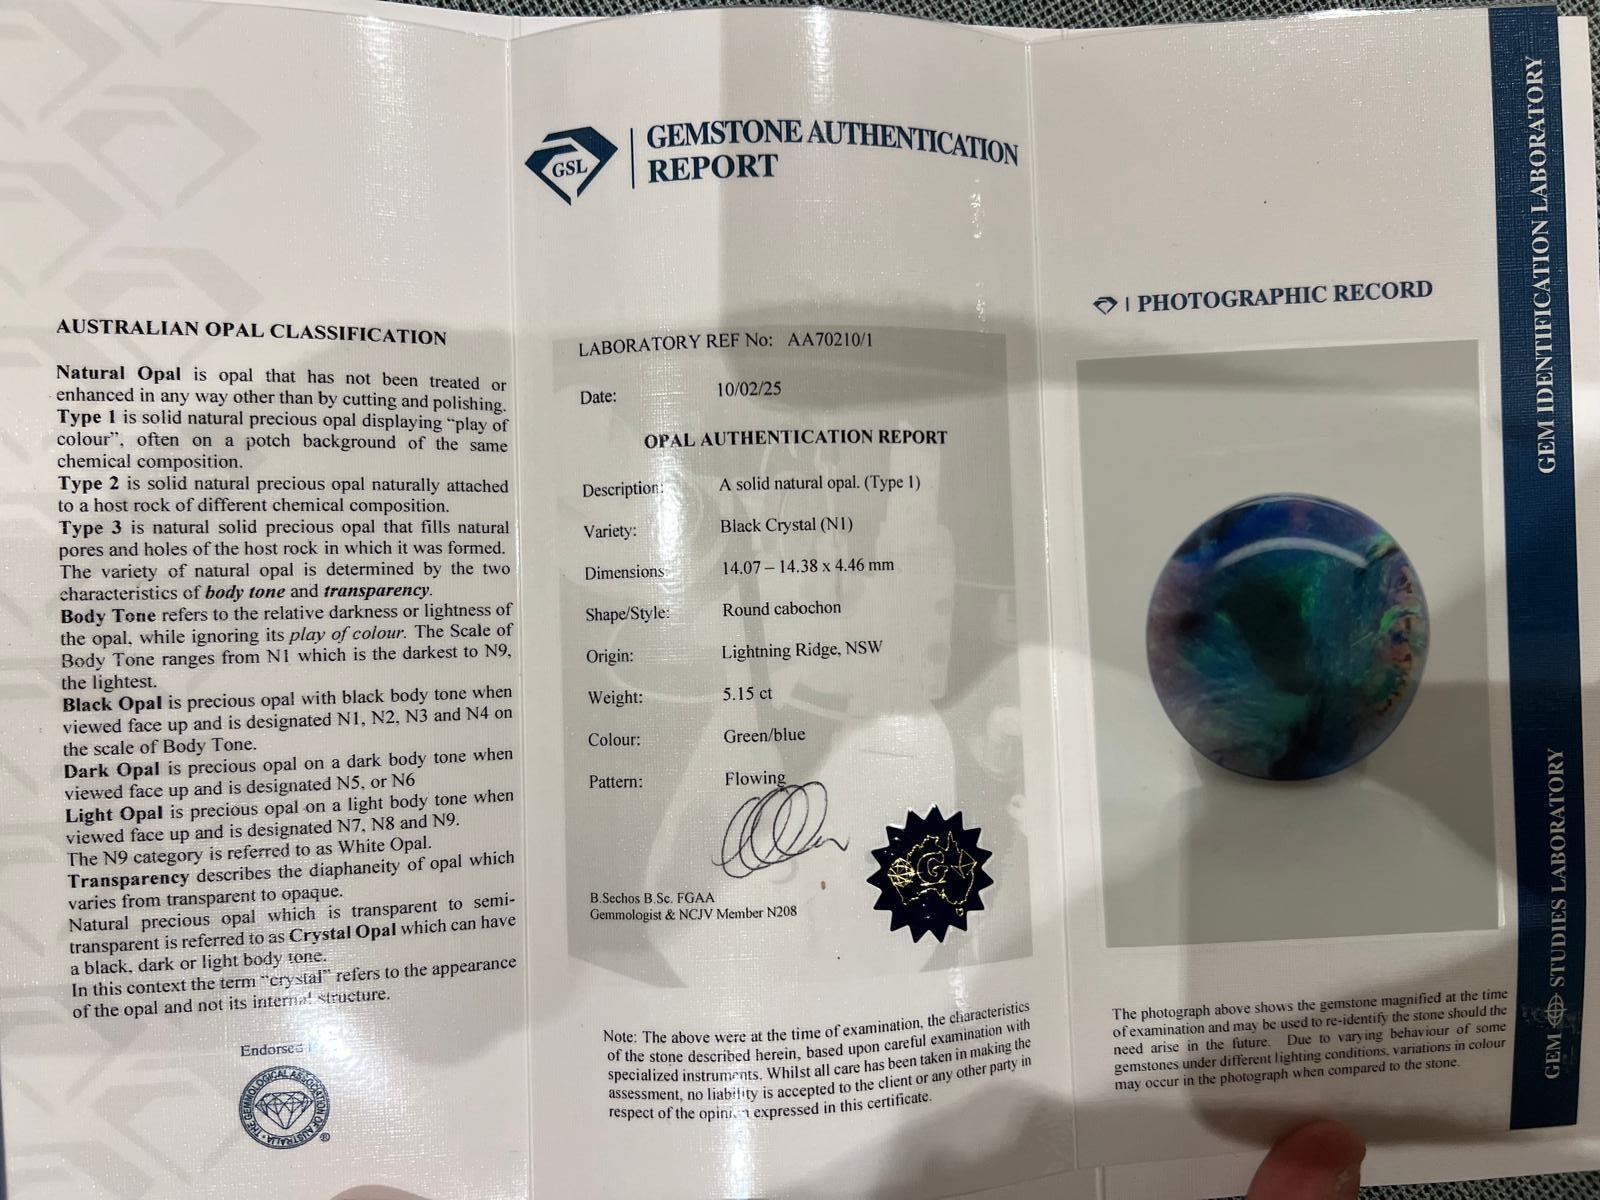 AUSTRALIAN OPAL CLASSIFICATION
Natural Opal is opal that has not been treated or
enhanced in any way other than by cutting and polishing.
Type 1 is solid natural precious opal displaying “play of
colour”, often on a potch background of the same
chemical composition.
Type 2 is solid natural precious opal naturally attached
to a host rock of different chemical composition.
Type 3 is natural solid precious opal that fills natural
pores and holes of the host rock in which it was formed.
The variety of natural opal is determined by the two
characteristics of body tone and transparency.
Body Tone refers to the relative darkness or lightness of
the opal, while ignoring its play of colour. The Scale of
Body Tone ranges from N1 which is the darkest to N9,
the lightest.
Black Opal is precious opal with black body tone when
viewed face up and is designated N1, N2, N3 and N4 on
the scale of Body Tone.
Dark Opal is precious opal on a dark body tone when
viewed face up and is designated N5, or N6
Light Opal is precious opal on a light body tone when
viewed face up and is designated N7, N8 and N9.
The N9 category is referred to as White Opal.
Transparency describes the diaphaneity of opal which
varies from transparent to opaque.
Natural precious opal which is transparent to semi-
transparent is referred to as Crystal Opal which can have
a black, dark or light body tone.
In this context the term “crystal” refers to the appearance
of the opal and not its internal structure.
Endorsed
THE GEMMOLOGICAL ASSOCIATION OF AUSTRALIA
®
GSL
GEMSTONE AUTHENTICATION
REPORT
LABORATORY REF No: AA70210/1
Date: 10/02/25
OPAL AUTHENTICATION REPORT
Description: A solid natural opal. (Type 1)
Variety: Black Crystal (N1)
Dimensions: 14.07 – 14.38 x 4.46 mm
Shape/Style: Round cabochon
Origin: Lightning Ridge, NSW
Weight: 5.15 ct
Colour: Green/blue
Pattern: Flowing
B.Sechos B.Sc. FGAA
Gemmologist & NCJV Member N208
G
Note: The above were at the time of examination, the characteristics
of the stone described herein, based upon careful examination with
specialized instruments. Whilst all care has been taken in making the
assessment, no liability is accepted to the client or any other party in
respect of the opinion expressed in this certificate.
PHOTOGRAPHIC RECORD
The photograph above shows the gemstone magnified at the time
of examination and may be used to re-identify the stone should the
need arise in the future. Due to varying behaviour of some
gemstones under different lighting conditions, variations in colour
may occur in the photograph when compared to the stone.
GEM IDENTIFICATION LABORATORY
GEM STUDIES LABORATORY